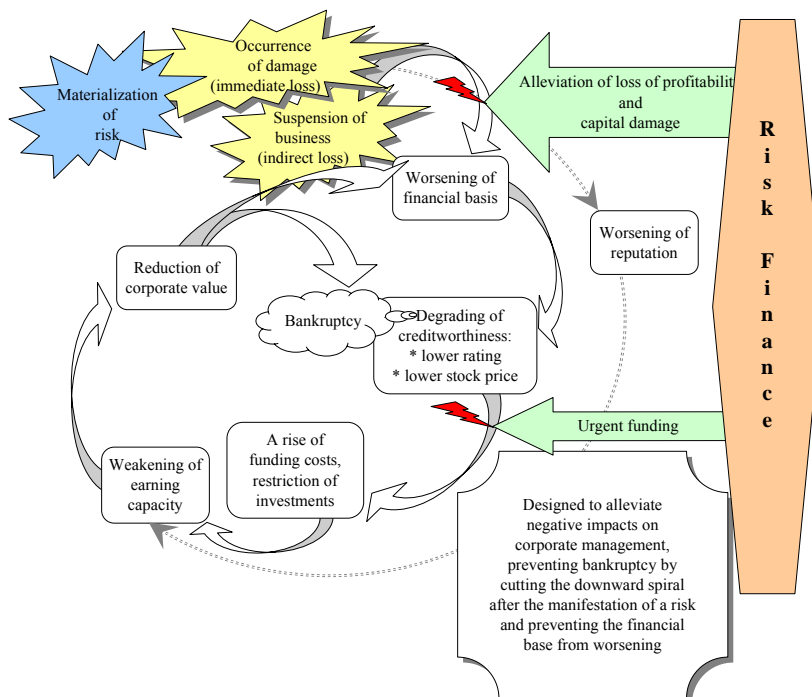 Occurrence
of damage
(immediate loss)
Materialization
of
risk
Suspension of
business
(indirect loss)
Alleviation of loss of profitabilit
and
capital damage
Risk Finance
Worsening of
financial basis
Worsening of
reputation
Reduction of
corporate value
Bankruptcy
Degrading of
creditworthiness:
* lower rating
* lower stock price
Urgent funding
A rise of
funding costs,
restriction of
investments
Weakening of
earning
capacity
Designed to alleviate
negative impacts on
corporate management,
preventing bankruptcy by
cutting the downward spiral
after the manifestation of a risk
and preventing the financial
base from worsening